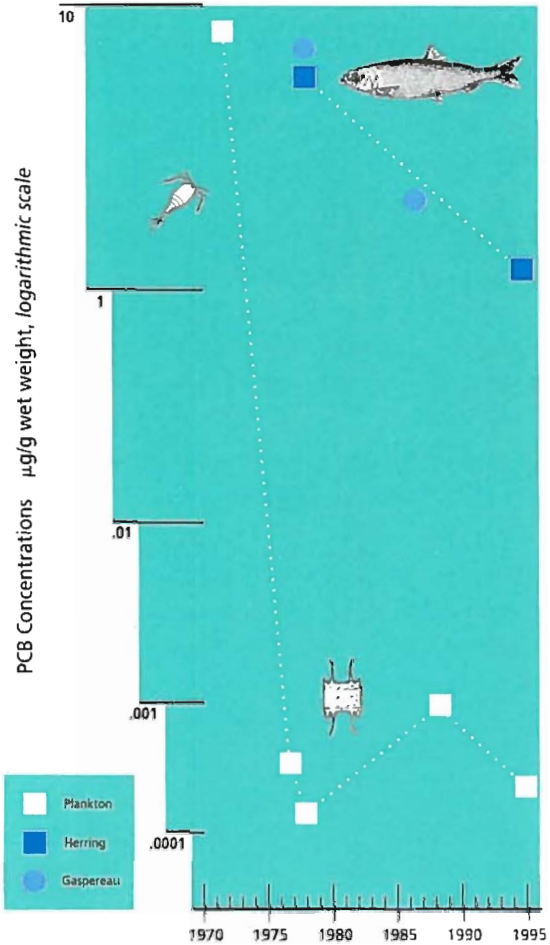 10
1
.01
.001
.0001
PCB Concentrations µg/g wet weight, logarithmic scale
Plankton
Herring
Gaspereau
1970 1975 1980 1985 1990 1995